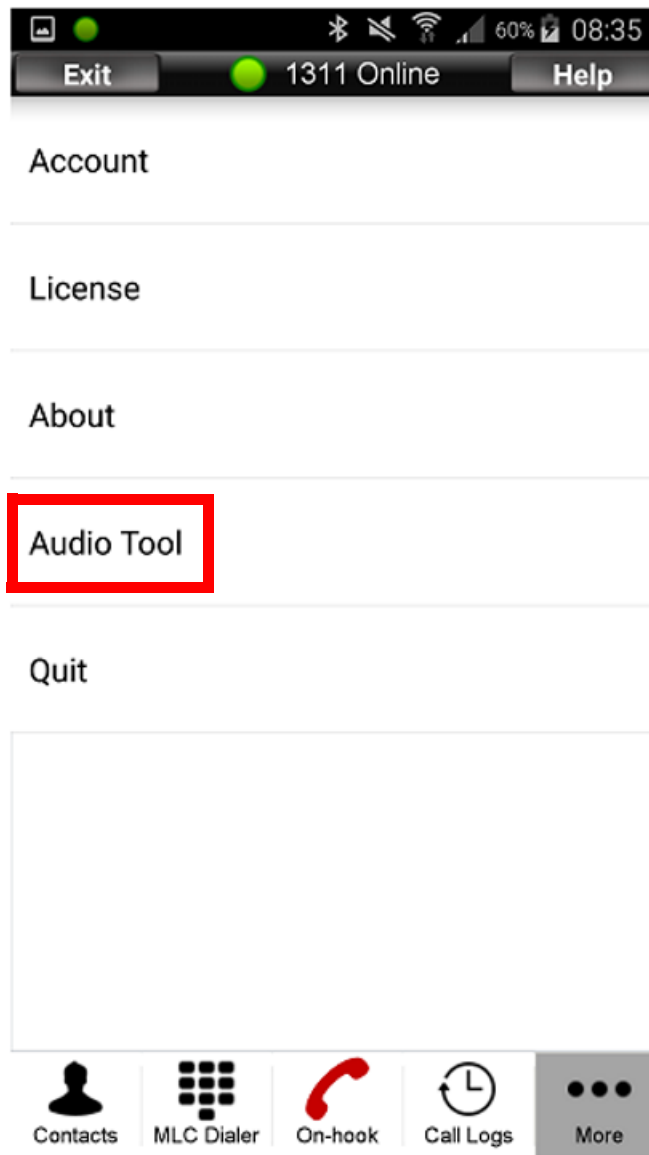 60% 08:35
Exit 1311 Online Help
Account
License
About
Audio Tool
Quit
Contacts MLC Dialer On-hook Call Logs More